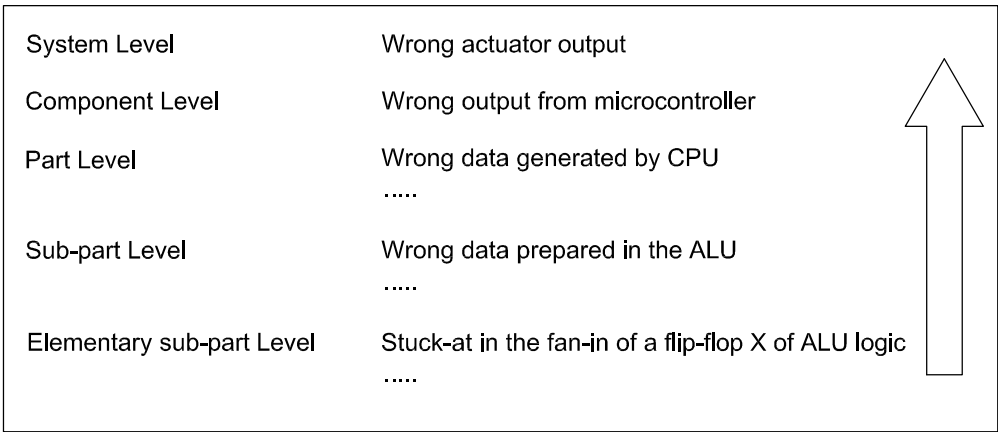 System Level Wrong actuator output
Component Level Wrong output from microcontroller
Part Level Wrong data generated by CPU
.....
Sub-part Level Wrong data prepared in the ALU
.....
Elementary sub-part Level Stuck-at in the fan-in of a flip-flop X of ALU logic
.....